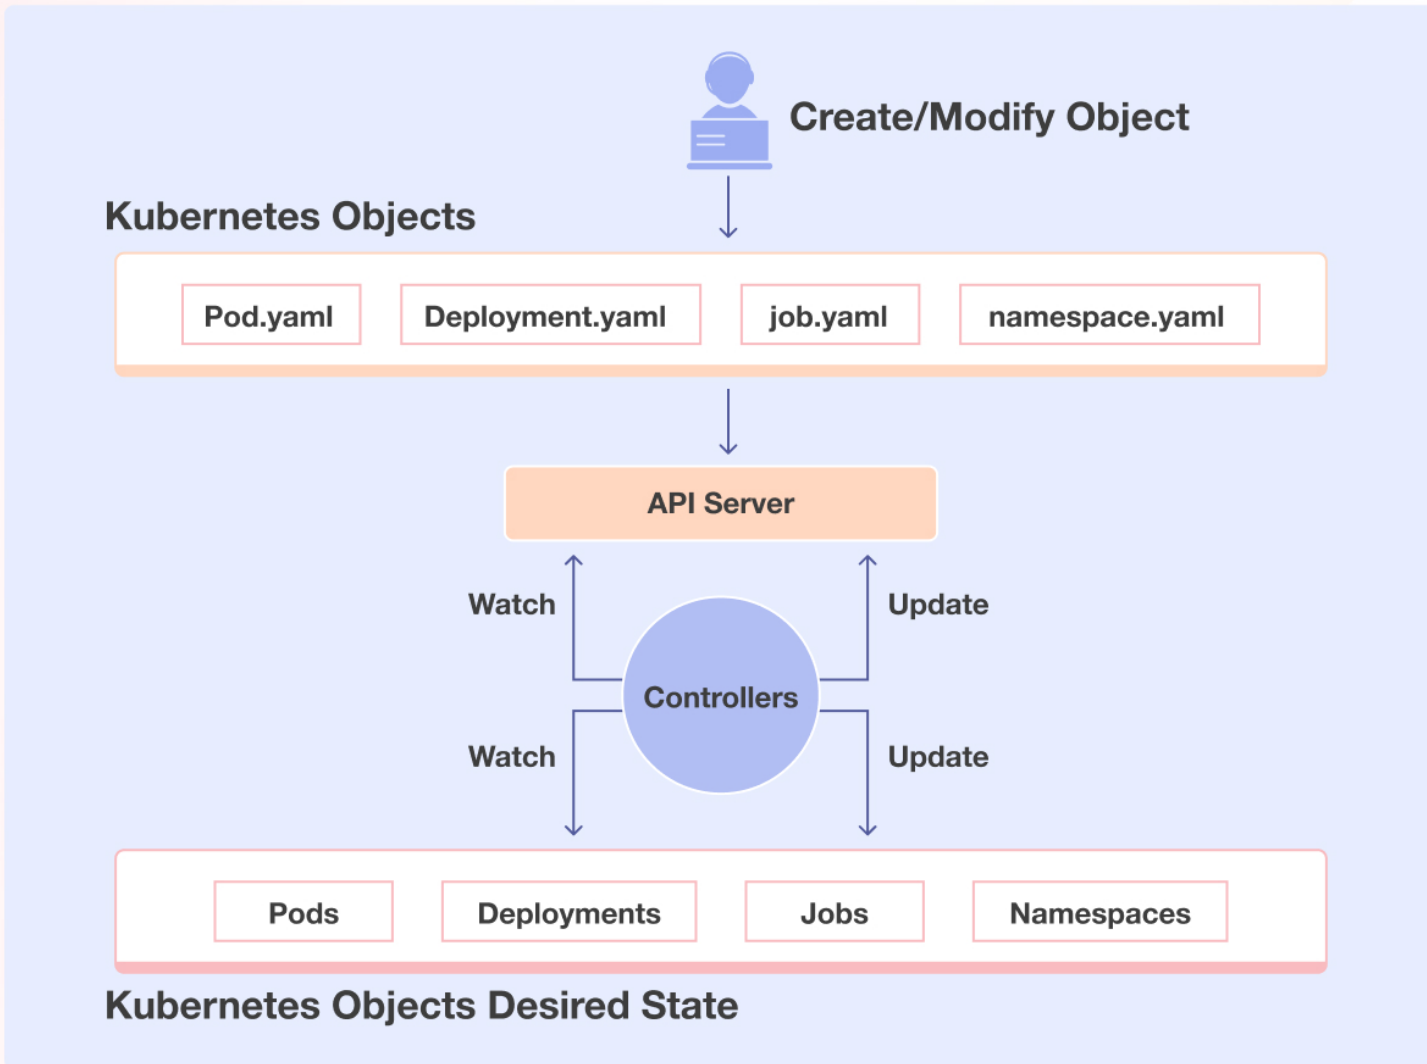 Create/Modify Object
Kubernetes Objects
Pod.yaml
Deployment.yaml
job.yaml
namespace.yaml
API Server
Watch
Update
Controllers
Watch
Update
Pods
Deployments
Jobs
Namespaces
Kubernetes Objects Desired State